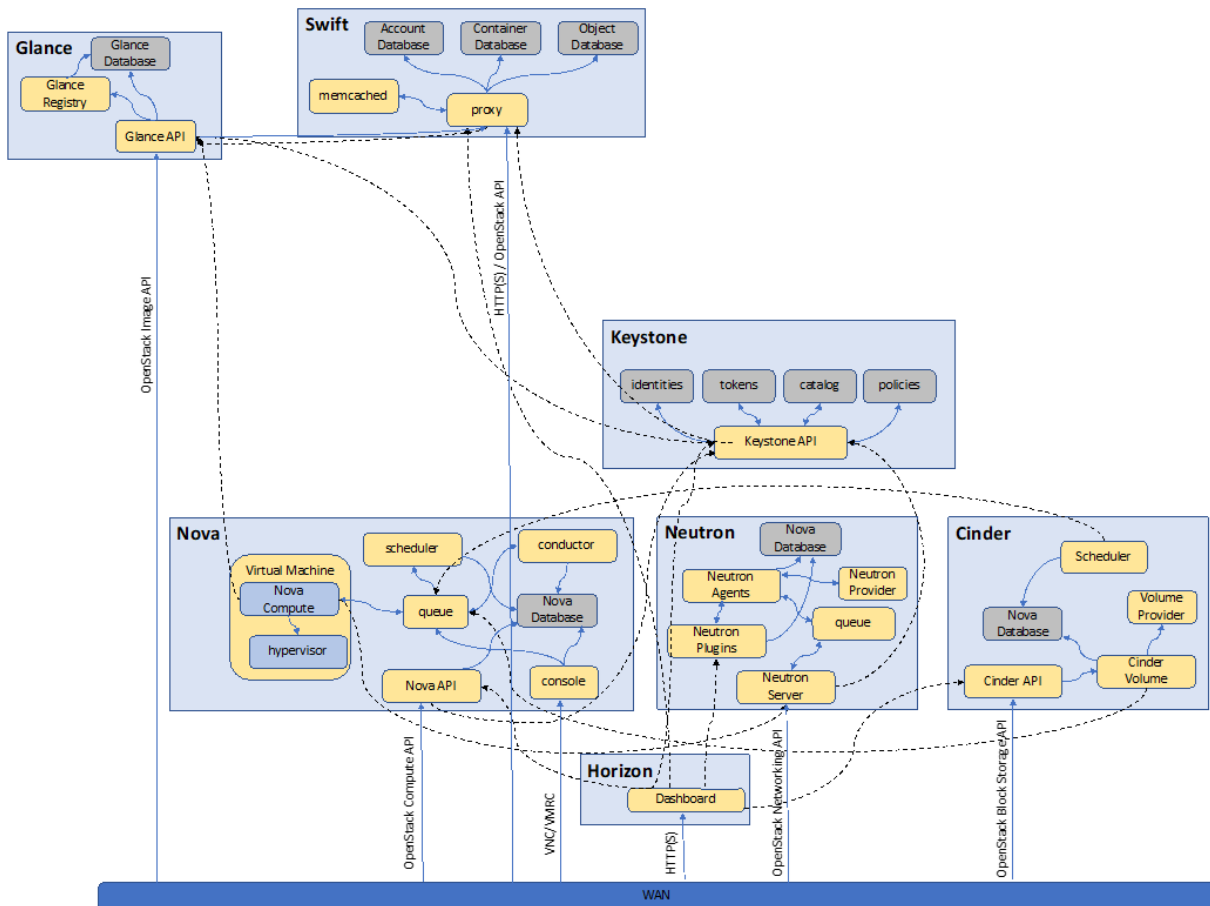 Swift
Account
Database
Container
Database
Object
Database
memcached
proxy
Glance
Glance
Database
Glance
Registry
Glance API
OpenStack Image API
HTTP(S) / OpenStack API
Keystone
identities
tokens
catalog
policies
Keystone API
Nova
scheduler
conductor
Virtual Machine
Nova
Compute
hypervisor
queue
Nova
Database
Nova API
console
Neutron
Nova
Database
Neutron
Agents
Neutron
Provider
queue
Neutron
Plugins
Neutron
Server
Cinder
Scheduler
Volume
Provider
Nova
Database
Cinder API
Cinder
Volume
Horizon
Dashboard
OpenStack Compute API
VNC/VMRC
HTTP(S)
OpenStack Networking API
OpenStack Block Storage API
WAN